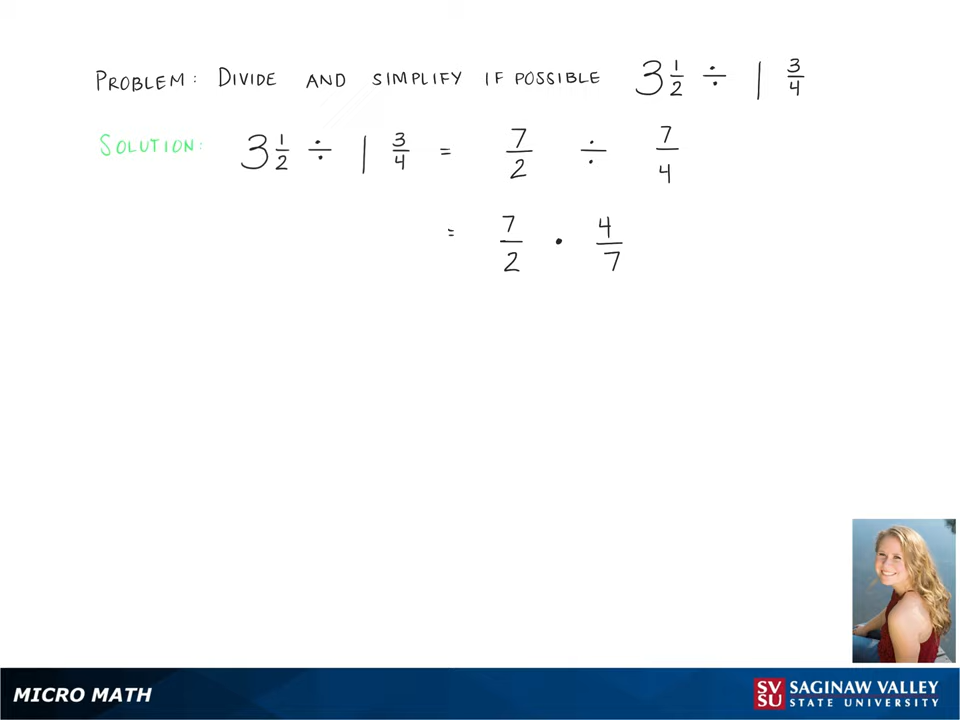 PROBLEM: DIVIDE AND SIMPLIFY IF POSSIBLE 3 1/2 ÷ 1 3/4
SOLUTION: 3 1/2 ÷ 1 3/4 = 7/2 ÷ 7/4
= 7/2 · 4/7
MICRO MATH
SVSU SAGINAW VALLEY STATE UNIVERSITY